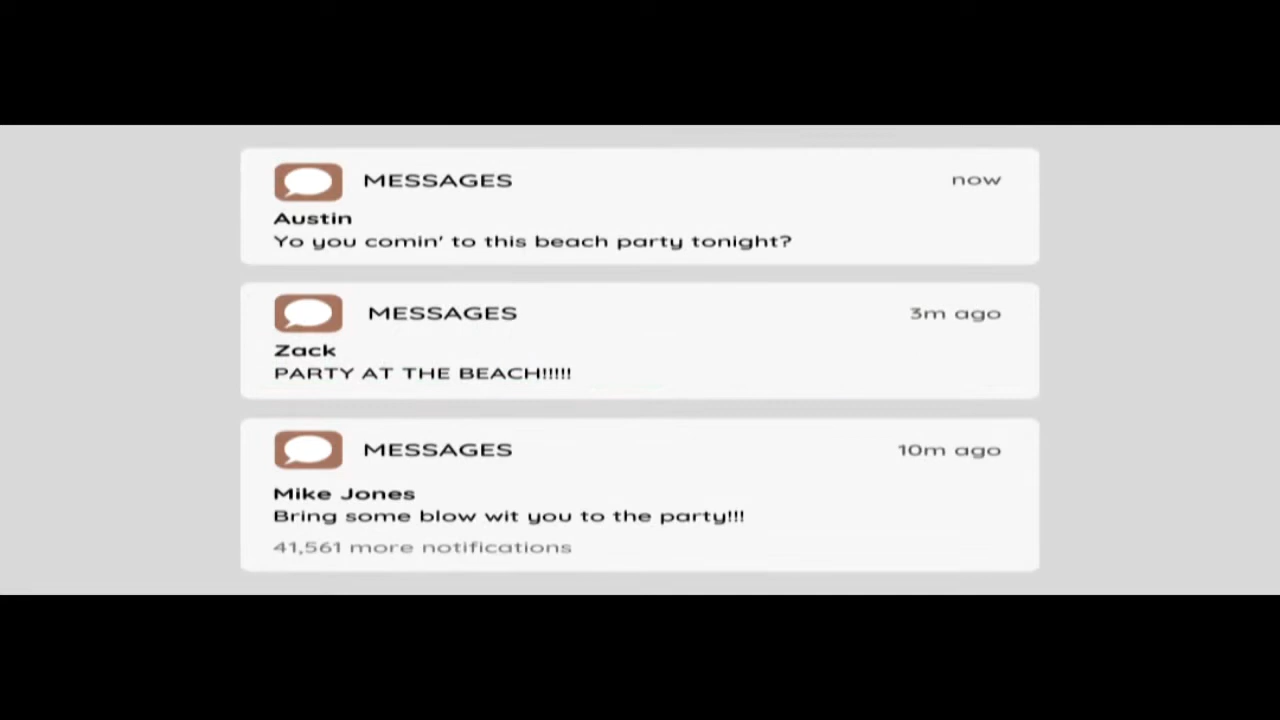 MESSAGES now
Austin
Yo you comin' to this beach party tonight?
MESSAGES 3m ago
Zack
PARTY AT THE BEACH!!!!!
MESSAGES 10m ago
Mike Jones
Bring some blow wit you to the party!!!
41,561 more notifications